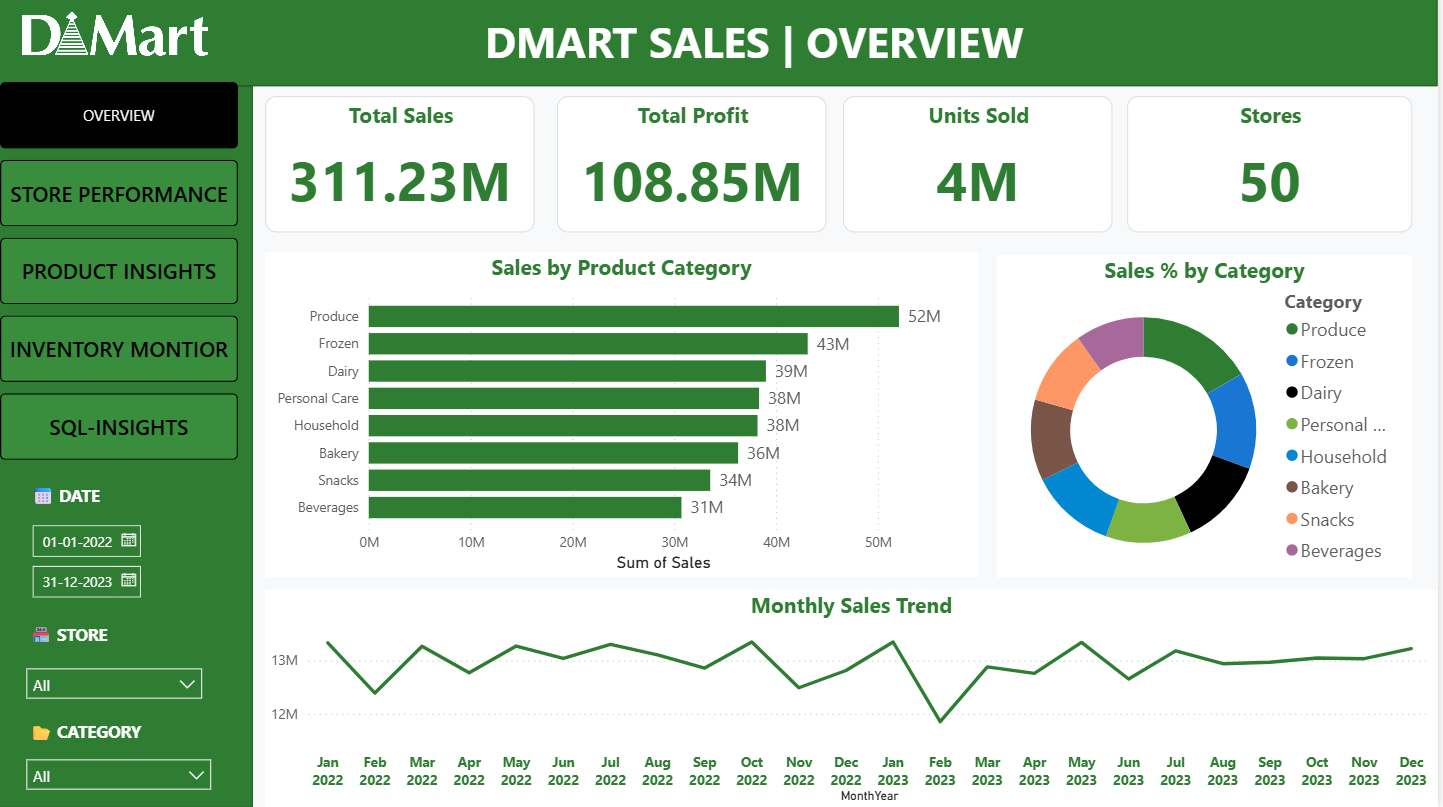 D Mart
DMART SALES | OVERVIEW
OVERVIEW
STORE PERFORMANCE
PRODUCT INSIGHTS
INVENTORY MONTIOR
SQL-INSIGHTS
DATE
01-01-2022
31-12-2023
STORE
All
CATEGORY
All
Total Sales
311.23M
Total Profit
108.85M
Units Sold
4M
Stores
50
Sales by Product Category
Produce 52M
Frozen 43M
Dairy 39M
Personal Care 38M
Household 38M
Bakery 36M
Snacks 34M
Beverages 31M
0M 10M 20M 30M 40M 50M
Sum of Sales
Sales % by Category
Category
Produce
Frozen
Dairy
Personal ...
Household
Bakery
Snacks
Beverages
Monthly Sales Trend
13M
12M
Jan Feb Mar Apr May Jun Jul Aug Sep Oct Nov Dec Jan Feb Mar Apr May Jun Jul Aug Sep Oct Nov Dec
2022 2022 2022 2022 2022 2022 2022 2022 2022 2022 2022 2022 2023 2023 2023 2023 2023 2023 2023 2023 2023 2023 2023 2023
MonthYear